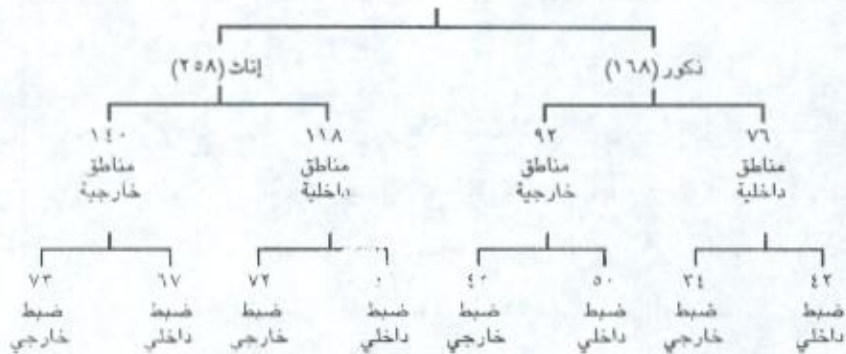 ذكور (١٦٨) إناث (٢٥٨)
٧٦ ٩٢ ١١٨ ١٤٠
مناطق مناطق مناطق مناطق
داخلية خارجية داخلية خارجية
٤٢ ٣٤ ٥٠ ٧٢ ٦٧ ٧٣
ضبط ضبط ضبط ضبط ضبط ضبط ضبط ضبط
داخلي خارجي داخلي خارجي داخلي خارجي داخلي خارجي